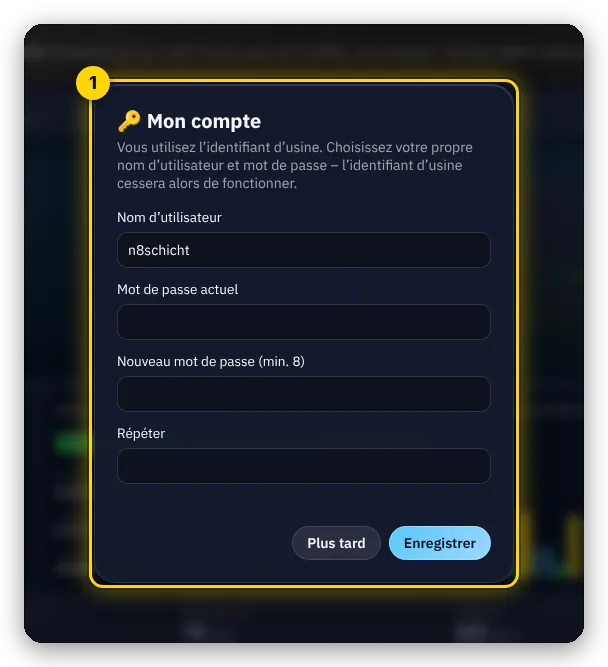 1
🔑 Mon compte
Vous utilisez l’identifiant d’usine. Choisissez votre propre
nom d’utilisateur et mot de passe – l’identifiant d’usine
cessera alors de fonctionner.
Nom d’utilisateur
n8schicht
Mot de passe actuel
Nouveau mot de passe (min. 8)
Répéter
Plus tard
Enregistrer